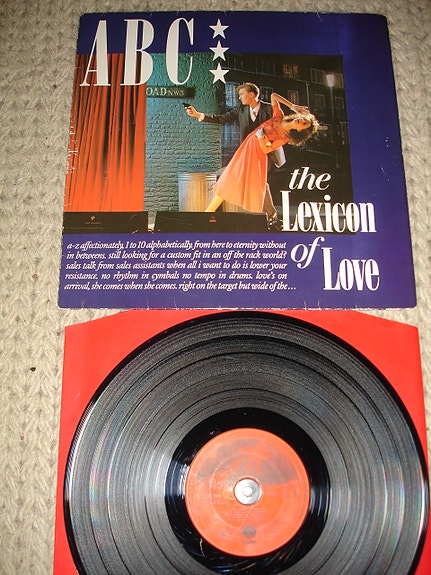 ABC
OAD NW8
the
Lexicon
of
Love
a-z affectionately, 1 to 10 alphabetically, from here to eternity without
in betweens. still looking for a custom fit in an off the rack world?
sales talk from sales assistants when all i want to do is lower your
resistance. no rhythm in cymbals no tempo in drums. love's on
arrival, she comes when she comes. right on the target but wide of the...